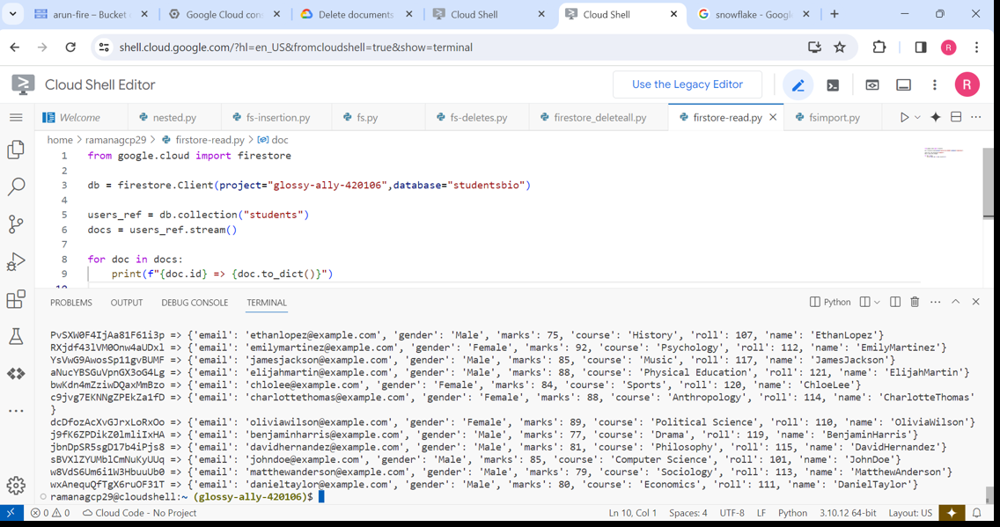 arun-fire – Bucket
Google Cloud con
Delete documents
Cloud Shell
Cloud Shell
snowflake - Googl
shell.cloud.google.com/?hl=en_US&fromcloudshell=true&show=terminal
R
Cloud Shell Editor
Use the Legacy Editor
R
Welcome
nested.py
fs-insertion.py
fs.py
fs-deletes.py
firestore_deleteall.py
firstore-read.py
fsimport.py
home > ramanagcp29 > firstore-read.py > doc
1 from google.cloud import firestore
2
3 db = firestore.Client(project="glossy-ally-420106",database="studentsbio")
4
5 users_ref = db.collection("students")
6 docs = users_ref.stream()
7
8 for doc in docs:
9 print(f"{doc.id} => {doc.to_dict()}")
10
PROBLEMS OUTPUT DEBUG CONSOLE TERMINAL
Python
PvSXW0F4IjAa81F61i3p => {'email': 'ethanlopez@example.com', 'gender': 'Male', 'marks': 75, 'course': 'History', 'roll': 107, 'name': 'EthanLopez'}
RXjdf43lVM0Onw4aUDxl => {'email': 'emilymartinez@example.com', 'gender': 'Female', 'marks': 92, 'course': 'Psychology', 'roll': 112, 'name': 'EmilyMartinez'}
YsVwG9AwosSp11gvBUMF => {'email': 'jamesjackson@example.com', 'gender': 'Male', 'marks': 85, 'course': 'Music', 'roll': 117, 'name': 'JamesJackson'}
aNucYBSGuVpnGX3oG4Lg => {'email': 'elijahmartin@example.com', 'gender': 'Male', 'marks': 88, 'course': 'Physical Education', 'roll': 121, 'name': 'ElijahMartin'}
bwKdn4mZziwDQaxMmBzo => {'email': 'chlolee@example.com', 'gender': 'Female', 'marks': 84, 'course': 'Sports', 'roll': 120, 'name': 'ChloeLee'}
c9jvg7EKNNgZPEkZa1fD => {'email': 'charlottethomas@example.com', 'gender': 'Female', 'marks': 88, 'course': 'Anthropology', 'roll': 114, 'name': 'CharlotteThomas'
}
dcDfozAcXvGJrxLoRxOo => {'email': 'oliviawilson@example.com', 'gender': 'Female', 'marks': 89, 'course': 'Political Science', 'roll': 110, 'name': 'OliviaWilson'}
j9fK6ZPDikZ0lmliIxHA => {'email': 'benjaminharris@example.com', 'gender': 'Male', 'marks': 77, 'course': 'Drama', 'roll': 119, 'name': 'BenjaminHarris'}
jbnDpSR5sgD17b4iPjs8 => {'email': 'davidhernandez@example.com', 'gender': 'Male', 'marks': 81, 'course': 'Philosophy', 'roll': 115, 'name': 'DavidHernandez'}
sBVXlZYUMblCmNuKyUUq => {'email': 'johndoe@example.com', 'gender': 'Male', 'marks': 85, 'course': 'Computer Science', 'roll': 101, 'name': 'JohnDoe'}
w8VdS6Um6i1W3HbuuUb0 => {'email': 'matthewanderson@example.com', 'gender': 'Male', 'marks': 79, 'course': 'Sociology', 'roll': 113, 'name': 'MatthewAnderson'}
wxAnequQfTgX6ruOF31T => {'email': 'danieltaylor@example.com', 'gender': 'Male', 'marks': 80, 'course': 'Economics', 'roll': 111, 'name': 'DanielTaylor'}
ramanagcp29@cloudshell:~ (glossy-ally-420106)$
0 0 Cloud Code - No Project Ln 10, Col 1 Spaces: 4 UTF-8 LF Python 3.10.12 64-bit Layout: US